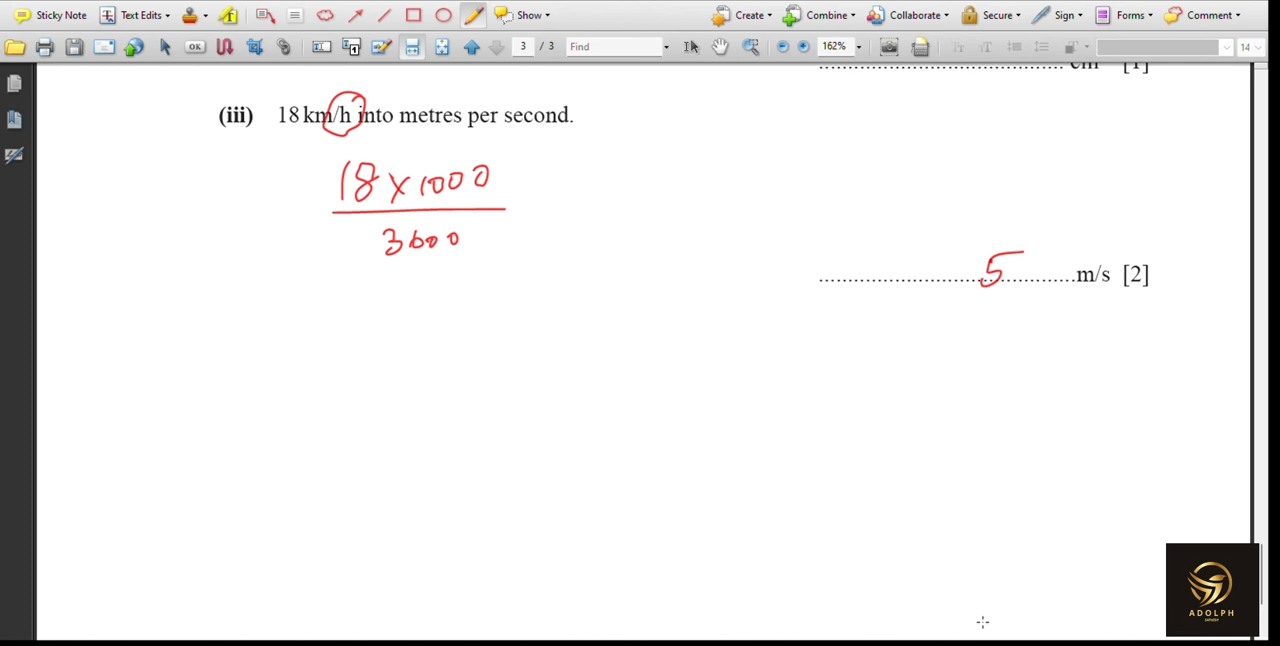 Sticky Note Text Edits Show Create Combine Collaborate Secure Sign Forms Comment
OK 3 / 3 Find 162% 14
cm [1]
(iii) 18 km/h into metres per second.
18 × 1000
3600
5 m/s [2]
ADOLPH